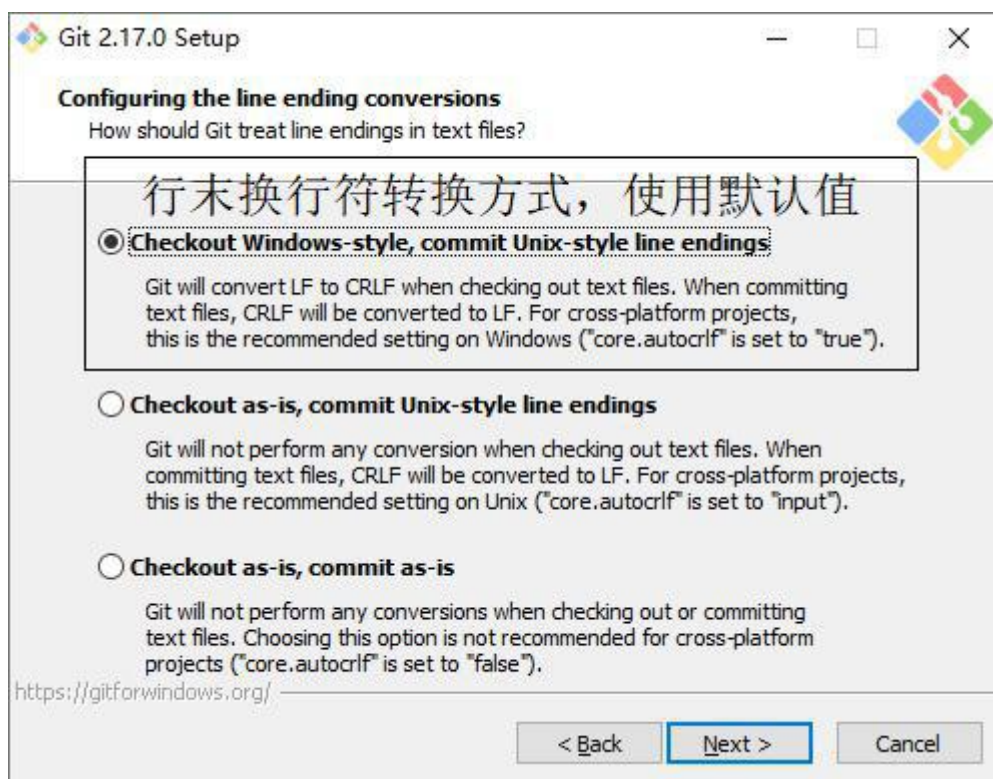 Git 2.17.0 Setup
Configuring the line ending conversions
How should Git treat line endings in text files?
行末换行符转换方式，使用默认值
Checkout Windows-style, commit Unix-style line endings
Git will convert LF to CRLF when checking out text files. When committing
text files, CRLF will be converted to LF. For cross-platform projects,
this is the recommended setting on Windows ("core.autocrlf" is set to "true").
Checkout as-is, commit Unix-style line endings
Git will not perform any conversion when checking out text files. When
committing text files, CRLF will be converted to LF. For cross-platform projects,
this is the recommended setting on Unix ("core.autocrlf" is set to "input").
Checkout as-is, commit as-is
Git will not perform any conversions when checking out or committing
text files. Choosing this option is not recommended for cross-platform
projects ("core.autocrlf" is set to "false").
https://gitforwindows.org/
< Back Next > Cancel